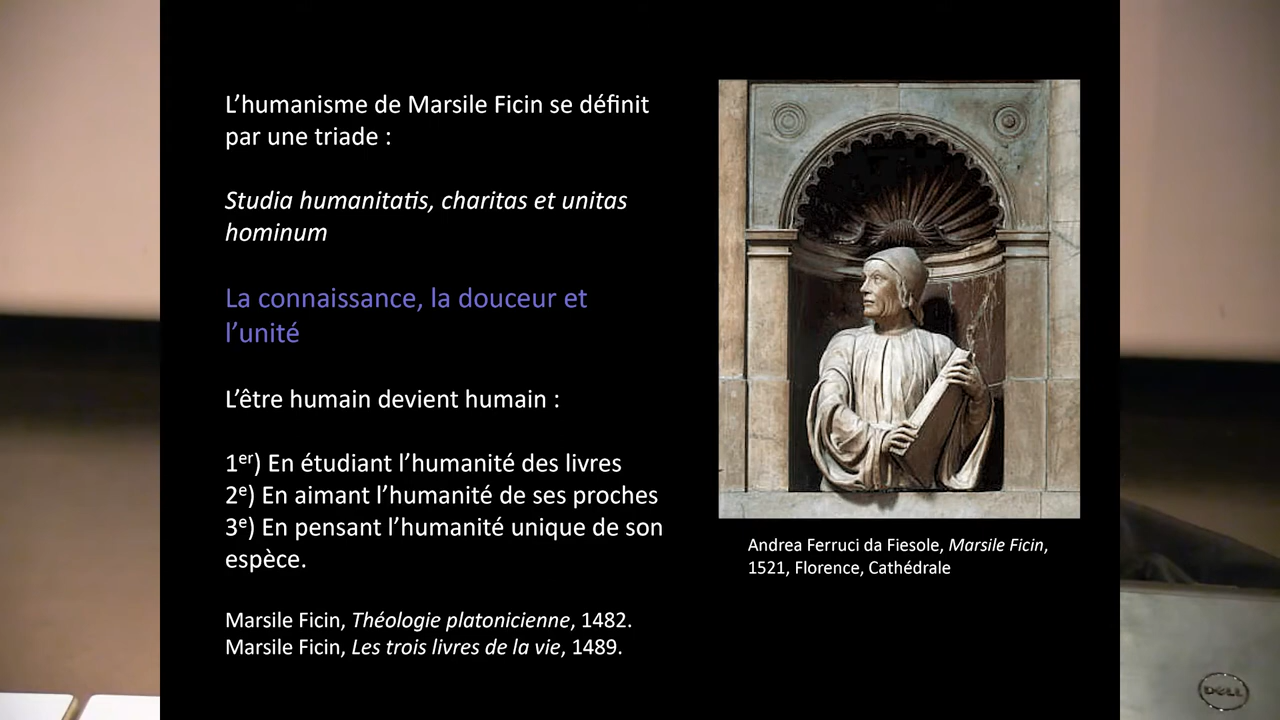 L’humanisme de Marsile Ficin se définit
par une triade :
Studia humanitatis, charitas et unitas
hominum
La connaissance, la douceur et
l’unité
L’être humain devient humain :
1er) En étudiant l’humanité des livres
2e) En aimant l’humanité de ses proches
3e) En pensant l’humanité unique de son
espèce.
Marsile Ficin, Théologie platonicienne, 1482.
Marsile Ficin, Les trois livres de la vie, 1489.
Andrea Ferruci da Fiesole, Marsile Ficin,
1521, Florence, Cathédrale
DELL